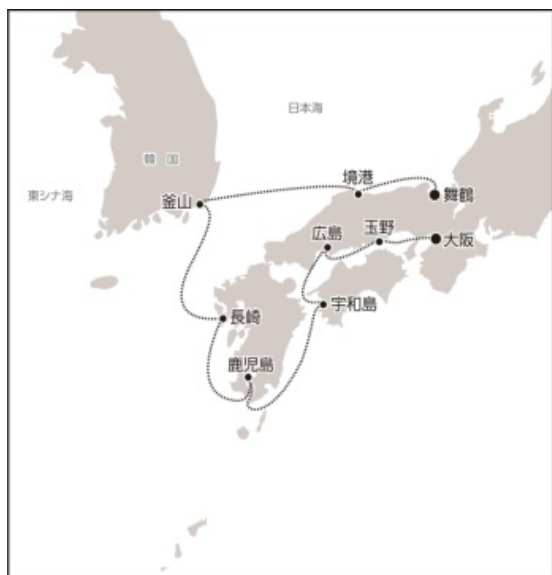 日本海
韓国
東シナ海
釜山
境港
舞鶴
広島
玉野
大阪
宇和島
長崎
鹿児島